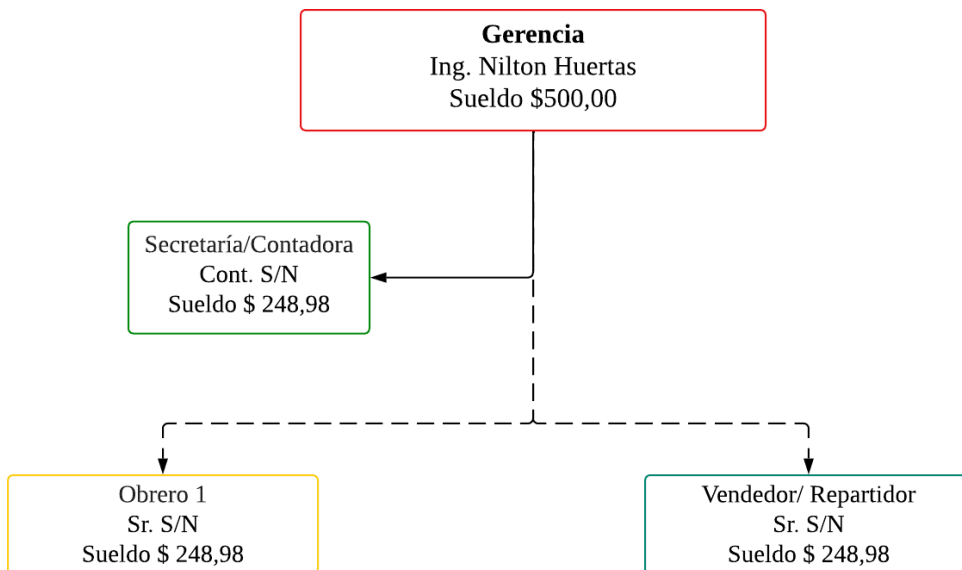 Gerencia
Ing. Nilton Huertas
Sueldo $500,00
Secretaría/Contadora
Cont. S/N
Sueldo $ 248,98
Obrero 1
Sr. S/N
Sueldo $ 248,98
Vendedor/ Repartidor
Sr. S/N
Sueldo $ 248,98